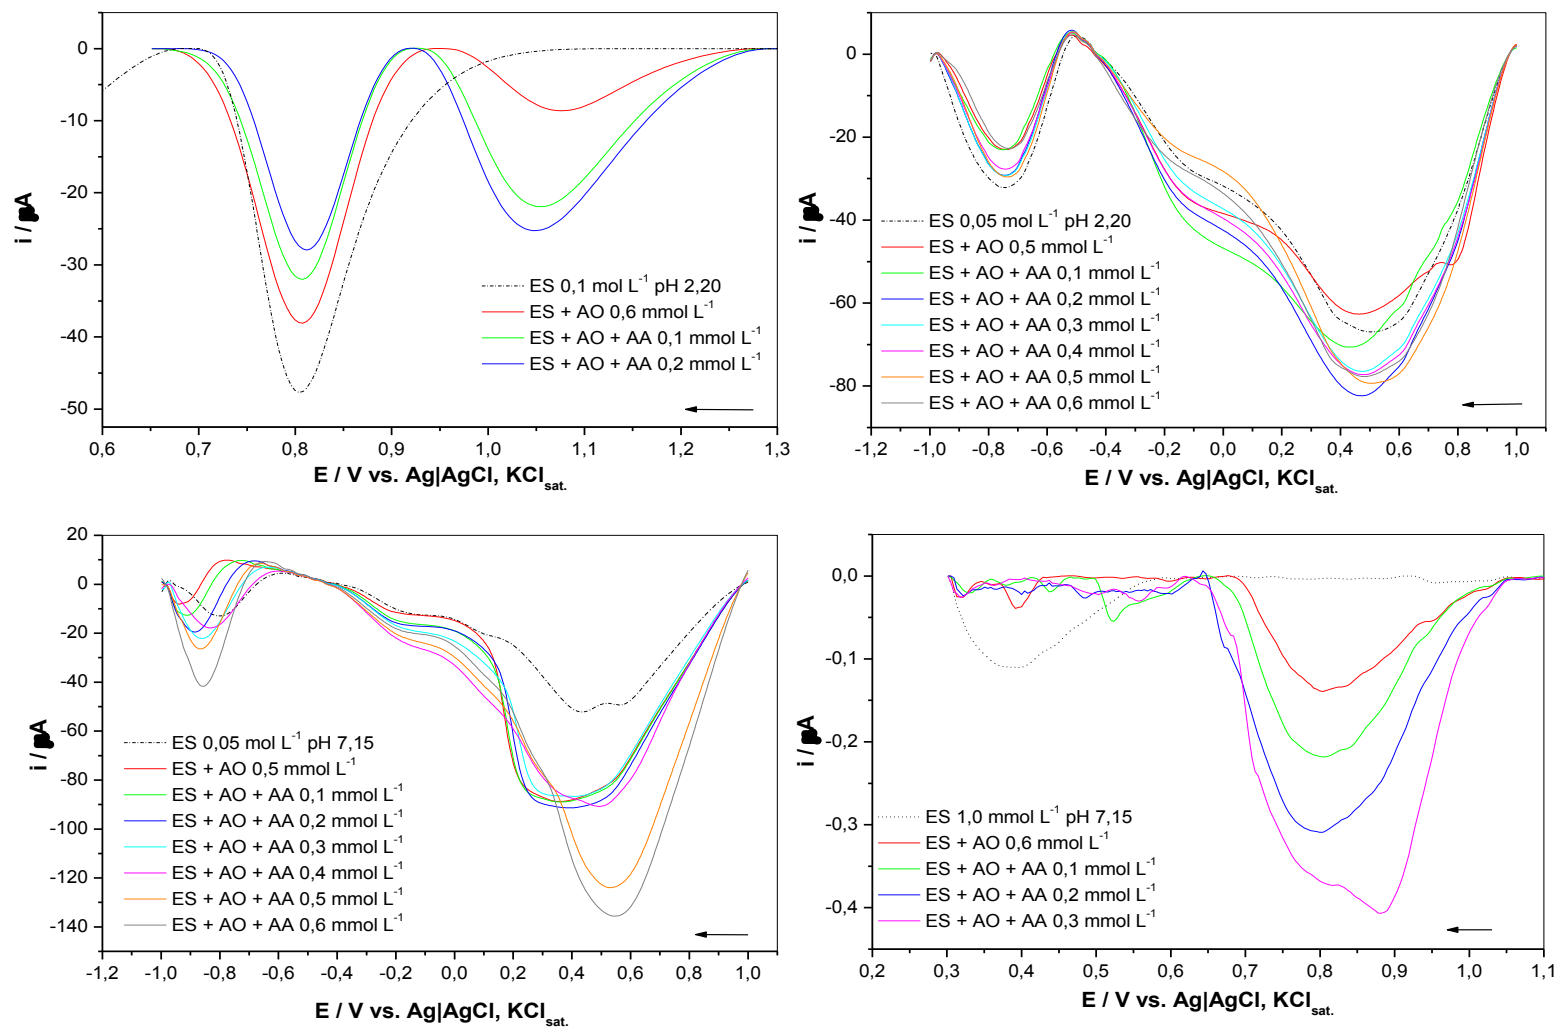 0
-10
-20
-30
-40
-50
i / µA
ES 0,1 mol L⁻¹ pH 2,20
ES + AO 0,6 mmol L⁻¹
ES + AO + AA 0,1 mmol L⁻¹
ES + AO + AA 0,2 mmol L⁻¹
0,6 0,7 0,8 0,9 1,0 1,1 1,2 1,3
E / V vs. Ag|AgCl, KCl sat.
0
-20
-40
-60
-80
i / µA
ES 0,05 mol L⁻¹ pH 2,20
ES + AO 0,5 mmol L⁻¹
ES + AO + AA 0,1 mmol L⁻¹
ES + AO + AA 0,2 mmol L⁻¹
ES + AO + AA 0,3 mmol L⁻¹
ES + AO + AA 0,4 mmol L⁻¹
ES + AO + AA 0,5 mmol L⁻¹
ES + AO + AA 0,6 mmol L⁻¹
-1,2 -1,0 -0,8 -0,6 -0,4 -0,2 0,0 0,2 0,4 0,6 0,8 1,0
E / V vs. Ag|AgCl, KCl sat.
20
0
-20
-40
-60
-80
-100
-120
-140
i / µA
ES 0,05 mol L⁻¹ pH 7,15
ES + AO 0,5 mmol L⁻¹
ES + AO + AA 0,1 mmol L⁻¹
ES + AO + AA 0,2 mmol L⁻¹
ES + AO + AA 0,3 mmol L⁻¹
ES + AO + AA 0,4 mmol L⁻¹
ES + AO + AA 0,5 mmol L⁻¹
ES + AO + AA 0,6 mmol L⁻¹
-1,2 -1,0 -0,8 -0,6 -0,4 -0,2 0,0 0,2 0,4 0,6 0,8 1,0
E / V vs. Ag|AgCl, KCl sat.
0,0
-0,1
-0,2
-0,3
-0,4
i / µA
ES 1,0 mmol L⁻¹ pH 7,15
ES + AO 0,6 mmol L⁻¹
ES + AO + AA 0,1 mmol L⁻¹
ES + AO + AA 0,2 mmol L⁻¹
ES + AO + AA 0,3 mmol L⁻¹
0,2 0,3 0,4 0,5 0,6 0,7 0,8 0,9 1,0 1,1
E / V vs. Ag|AgCl, KCl sat.